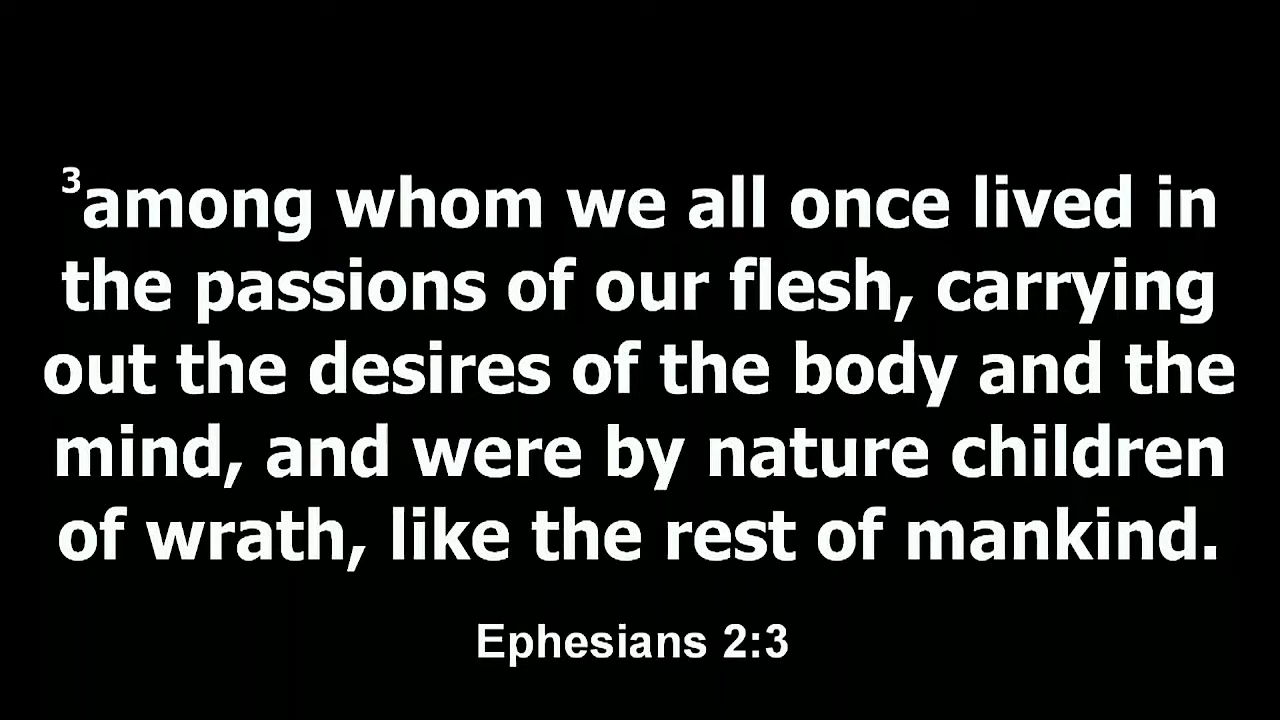 ³among whom we all once lived in
the passions of our flesh, carrying
out the desires of the body and the
mind, and were by nature children
of wrath, like the rest of mankind.
Ephesians 2:3